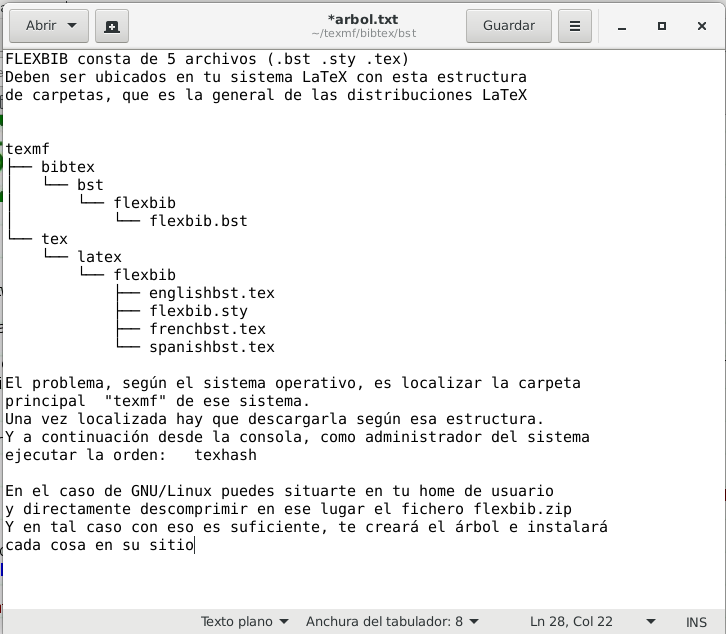 Abrir
*arbol.txt
~/texmf/bibtex/bst
Guardar
FLEXBIB consta de 5 archivos (.bst .sty .tex)
Deben ser ubicados en tu sistema LaTeX con esta estructura
de carpetas, que es la general de las distribuciones LaTeX
texmf
├── bibtex
│   └── bst
│       └── flexbib
│           └── flexbib.bst
└── tex
    └── latex
        └── flexbib
            ├── englishbst.tex
            ├── flexbib.sty
            ├── frenchbst.tex
            └── spanishbst.tex
El problema, según el sistema operativo, es localizar la carpeta
principal  "texmf" de ese sistema.
Una vez localizada hay que descargarla según esa estructura.
Y a continuación desde la consola, como administrador del sistema
ejecutar la orden:   texhash
En el caso de GNU/Linux puedes situarte en tu home de usuario
y directamente descomprimir en ese lugar el fichero flexbib.zip
Y en tal caso con eso es suficiente, te creará el árbol e instalará
cada cosa en su sitio
Texto plano
Anchura del tabulador: 8
Ln 28, Col 22
INS